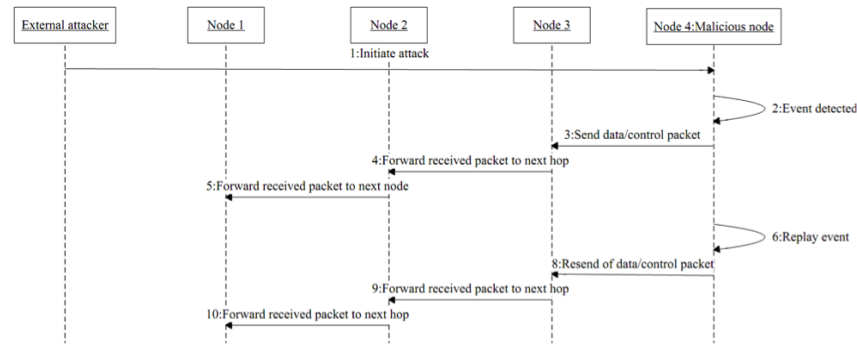 External attacker
Node 1
Node 2
Node 3
Node 4:Malicious node
1:Initiate attack
2:Event detected
3:Send data/control packet
4:Forward received packet to next hop
5:Forward received packet to next node
6:Replay event
8:Resend of data/control packet
9:Forward received packet to next hop
10:Forward received packet to next hop